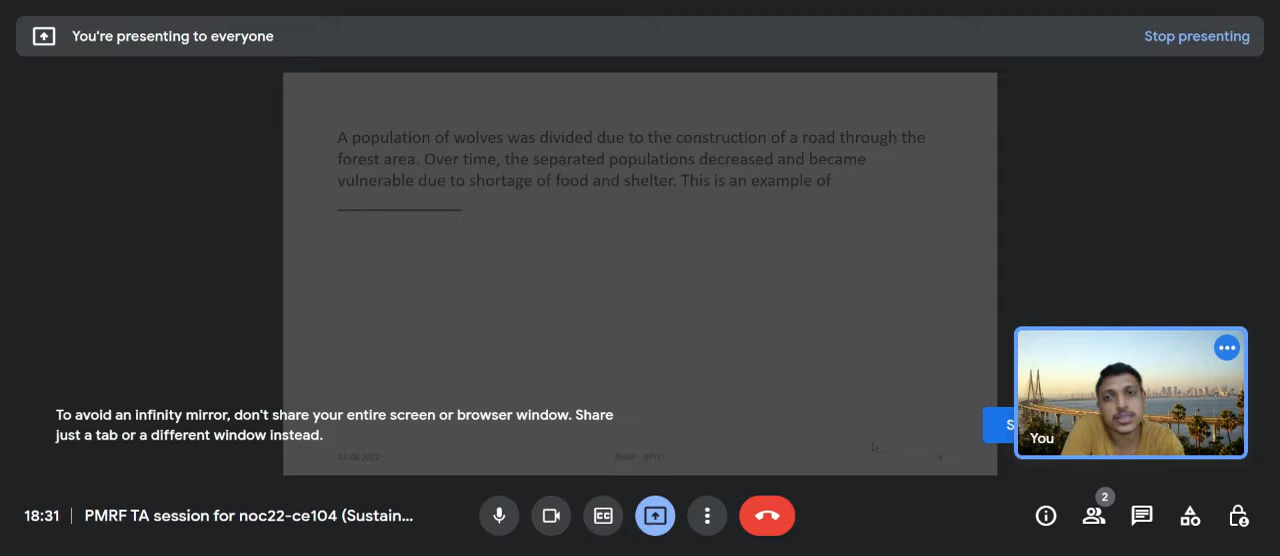 You're presenting to everyone
Stop presenting
A population of wolves was divided due to the construction of a road through the
forest area. Over time, the separated populations decreased and became
vulnerable due to shortage of food and shelter. This is an example of
To avoid an infinity mirror, don't share your entire screen or browser window. Share
just a tab or a different window instead.
S
You
4
18:31 | PMRF TA session for noc22-ce104 (Sustain...
CC
2